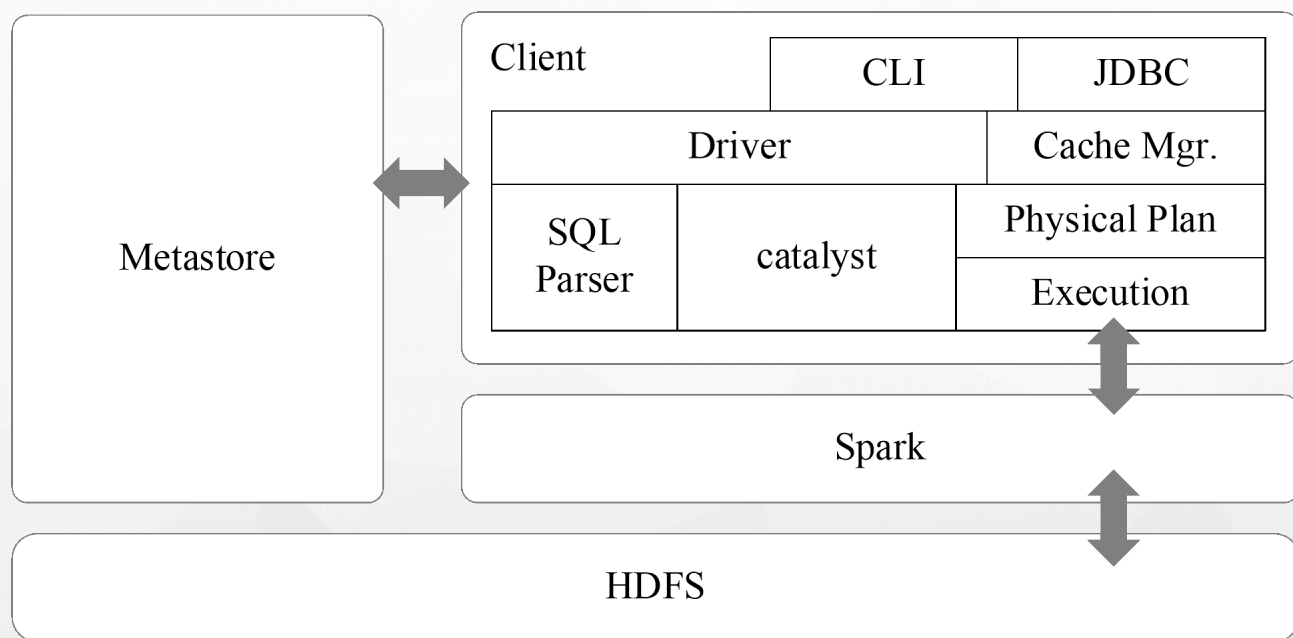 Client
CLI
JDBC
Driver
Cache Mgr.
Metastore
SQL
Parser
catalyst
Physical Plan
Execution
Spark
HDFS